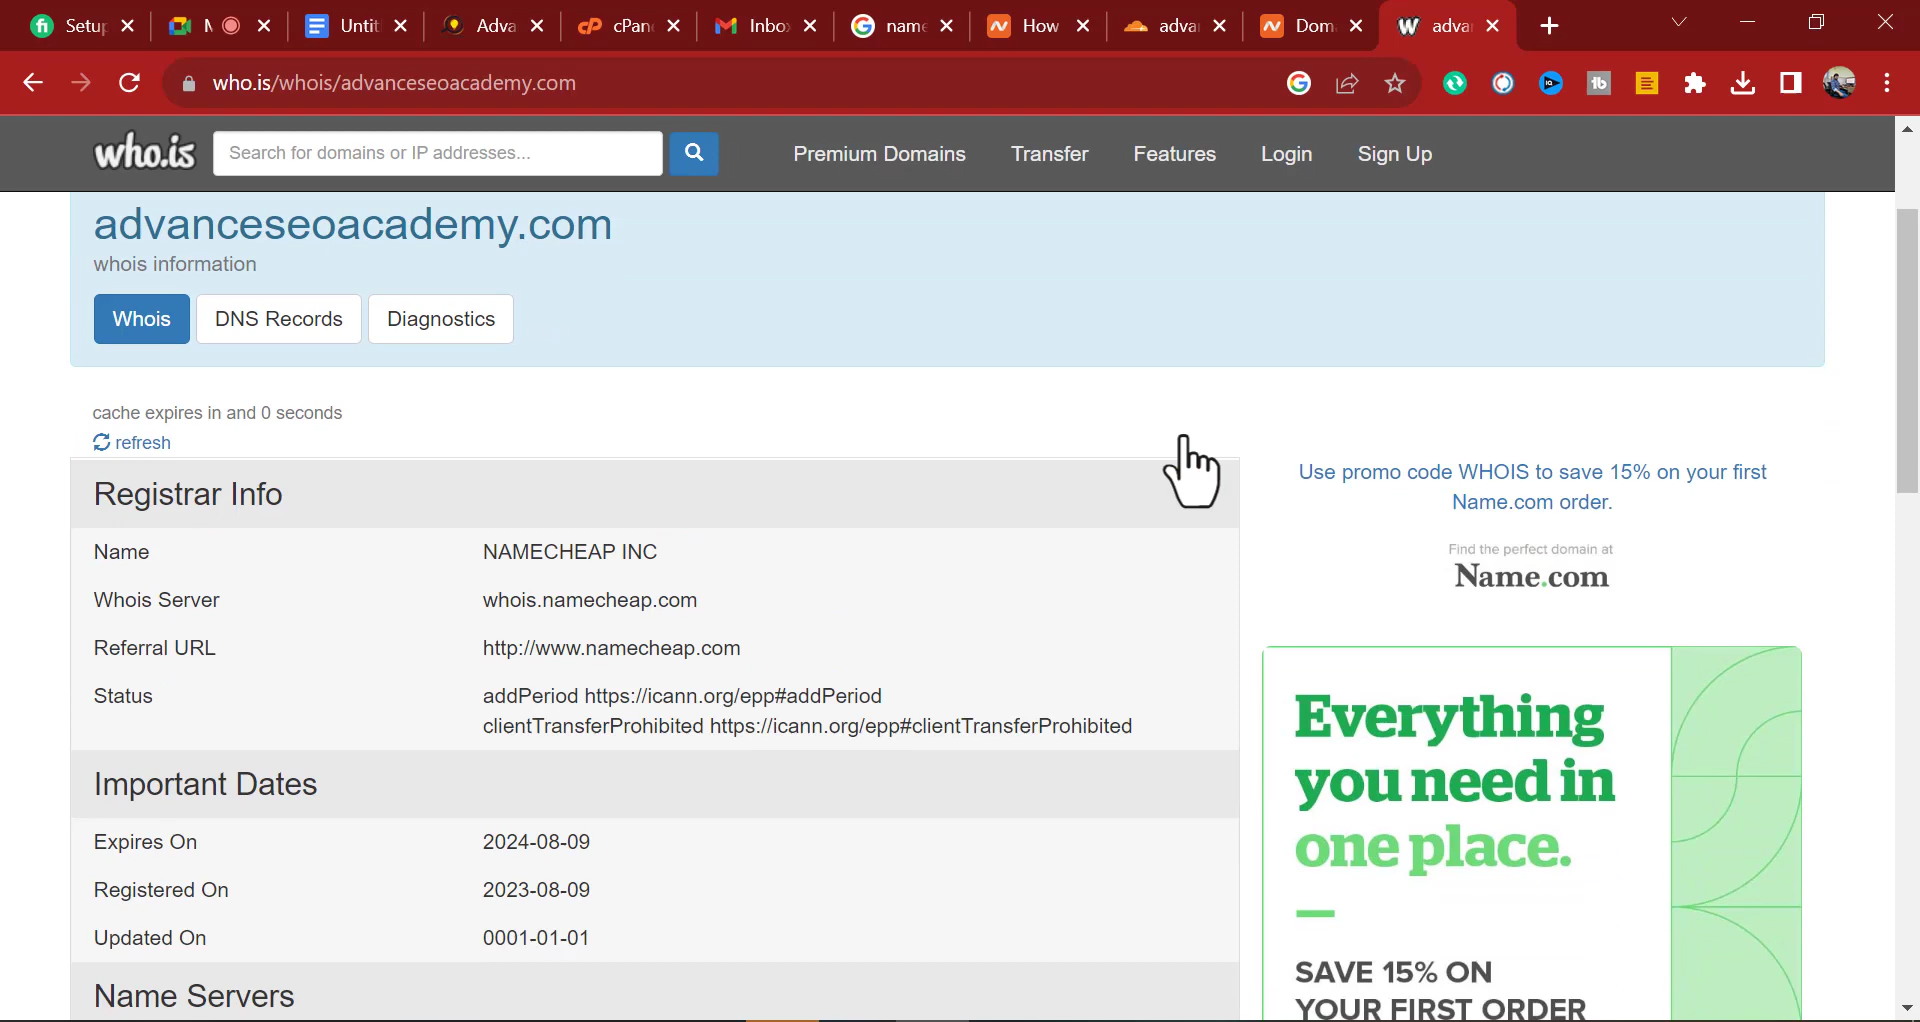 Setup
M
Untit
Adva
cPan
Inbo
name
How
adva
Dom
adva
who.is/whois/advanceseoacademy.com
who.is
Search for domains or IP addresses...
Premium Domains
Transfer
Features
Login
Sign Up
advanceseoacademy.com
whois information
Whois
DNS Records
Diagnostics
cache expires in and 0 seconds
refresh
Registrar Info
Name NAMECHEAP INC
Whois Server whois.namecheap.com
Referral URL http://www.namecheap.com
Status addPeriod https://icann.org/epp#addPeriod
clientTransferProhibited https://icann.org/epp#clientTransferProhibited
Important Dates
Expires On 2024-08-09
Registered On 2023-08-09
Updated On 0001-01-01
Name Servers
Use promo code WHOIS to save 15% on your first
Name.com order.
Find the perfect domain at
Name.com
Everything
you need in
one place.
SAVE 15% ON
YOUR FIRST ORDER